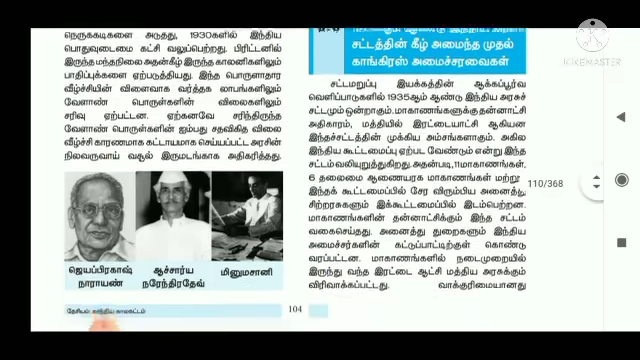 நெருக்கடிகளை அடுத்து, 1930களில் இந்திய
பொதுவுடைமை கட்சி வலுப்பெற்றது. பிரிட்டனில்
இருந்த மந்தநிலை அதன்கீழ் இருந்த காலனிகளிலும்
பாதிப்புக்களை ஏற்படுத்தியது. இந்த பொருளாதார
வீழ்ச்சியின் விளைவாக வர்த்தக லாபங்களிலும்
வேளாண் பொருள்களின் விலைகளிலும்
சரிவு ஏற்பட்டன. ஏற்கனவே சரிந்திருந்த
வேளாண் பொருள்களின் ஐம்பது சதவிகித விலை
வீழ்ச்சி காரணமாக கட்டாயமாக செய்யப்பட்ட அரசின்
நிலவருவாய் வசூல் இருமடங்காக அதிகரித்தது.
ஜெயப்பிரகாஷ்
நாராயண்
ஆச்சார்ய
நரேந்திரதேவ்
மினுமசானி
தேசியம்: காந்திய காலகட்டம்
104
சட்டத்தின் கீழ் அமைந்த முதல்
காங்கிரஸ் அமைச்சரவைகள்
சட்டமறுப்பு இயக்கத்தின் ஆக்கப்பூர்வ
வெளிப்பாடுகளில் 1935ஆம் ஆண்டு இந்திய அரசுச்
சட்டமும் ஒன்றாகும். மாகாணங்களுக்கு தன்னாட்சி
அதிகாரம், மத்தியில் இரட்டையாட்சி ஆகியன
இந்தச்சட்டத்தின் முக்கிய அம்சங்களாகும். அகில
இந்திய கூட்டமைப்பு ஏற்பட வேண்டும் என்று இந்த
சட்டம் வலியுறுத்துகிறது. அதன்படி, 11மாகாணங்கள்,
6 தலைமை ஆணையரக மாகாணங்கள் மற்று
இந்தக் கூட்டமைப்பில் சேர விரும்பிய அனைத்து
சிற்றரசுகளும் இக்கூட்டமைப்பில் இடம்பெற்றன.
மாகாணங்களின் தன்னாட்சிக்கும் இந்த சட்டம்
வகைசெய்தது. அனைத்து துறைகளும் இந்திய
அமைச்சர்களின் கட்டுப்பாட்டிற்குள் கொண்டு
வரப்பட்டன. மாகாணங்களில் நடைமுறையில்
இருந்து வந்த இரட்டை ஆட்சி மத்திய அரசுக்கும்
விரிவாக்கப்பட்டது. வாக்குரிமையானது
110/368
KINEMASTER